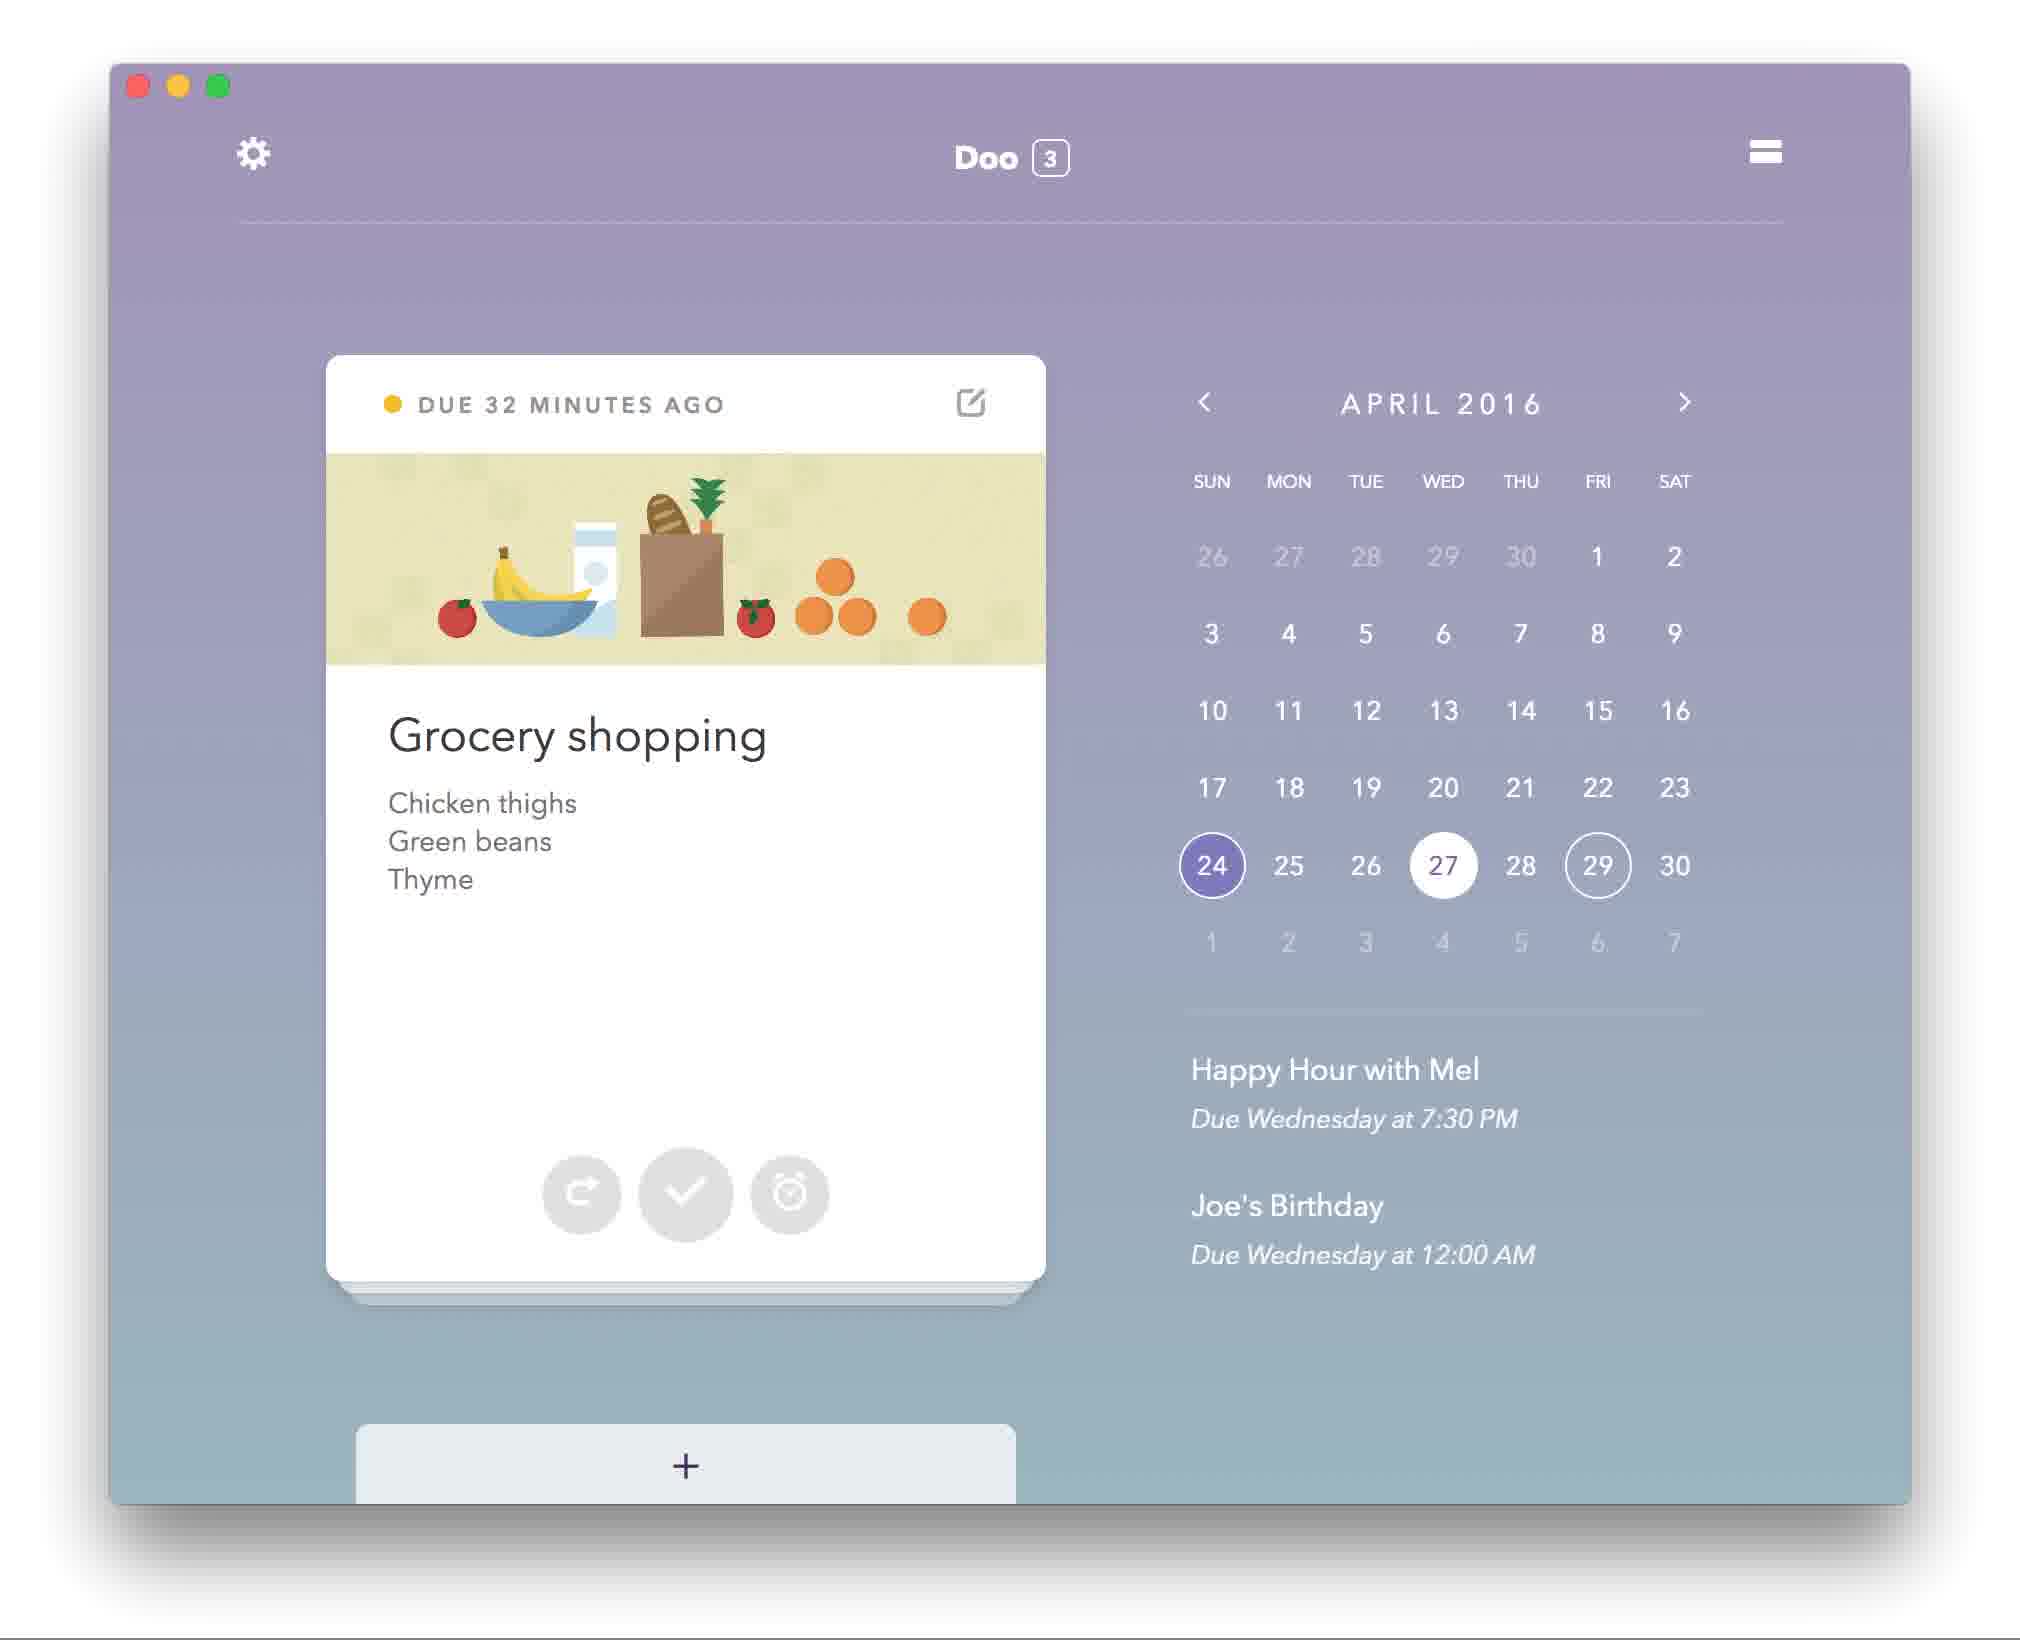 Doo 3
DUE 32 MINUTES AGO
Grocery shopping
Chicken thighs
Green beans
Thyme
APRIL 2016
SUN MON TUE WED THU FRI SAT
26 27 28 29 30 1 2
3 4 5 6 7 8 9
10 11 12 13 14 15 16
17 18 19 20 21 22 23
24 25 26 27 28 29 30
1 2 3 4 5 6 7
Happy Hour with Mel
Due Wednesday at 7:30 PM
Joe's Birthday
Due Wednesday at 12:00 AM